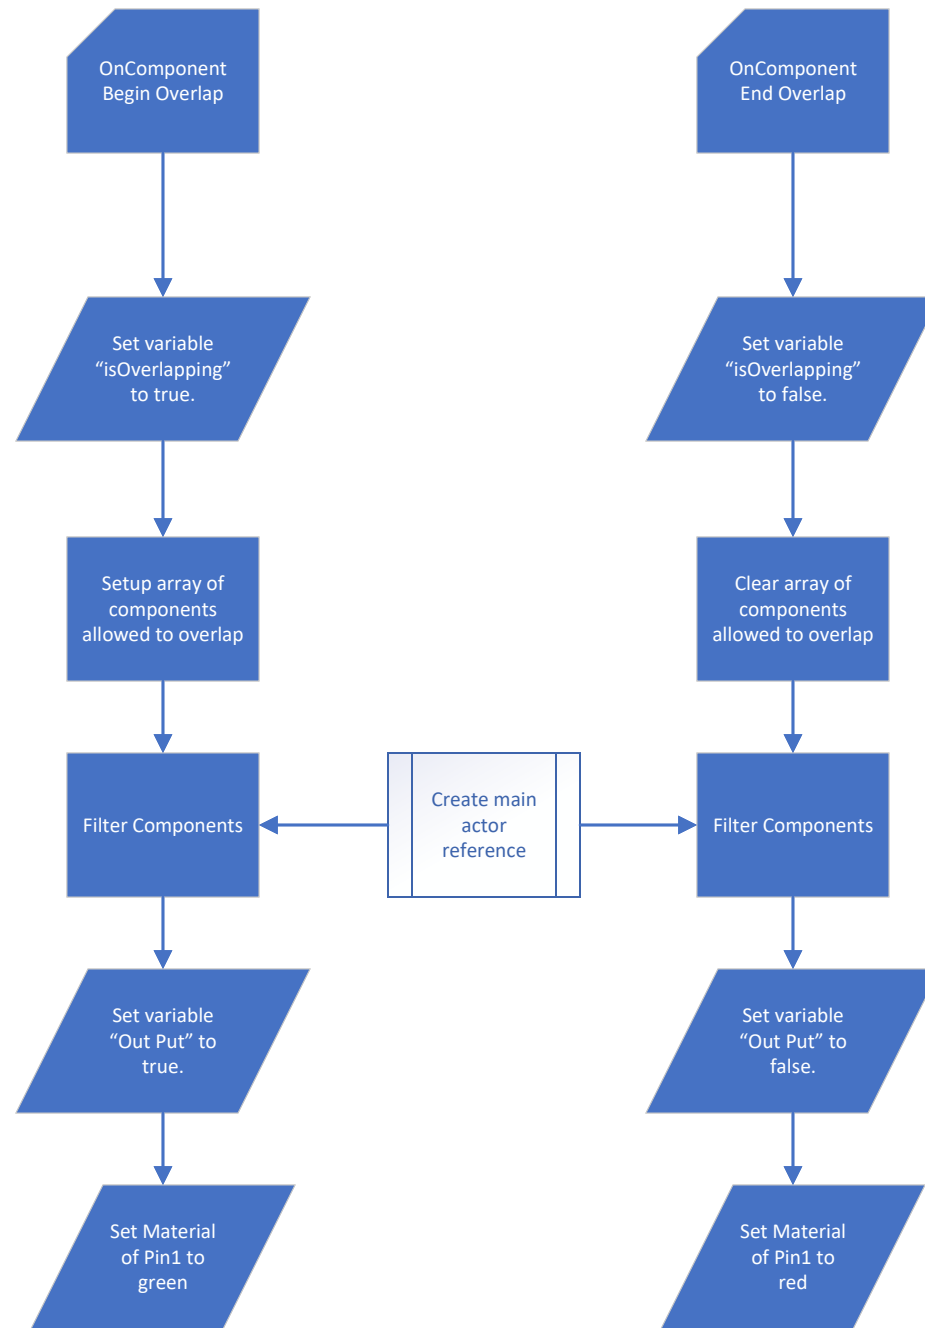 OnComponent
Begin Overlap
OnComponent
End Overlap
Set variable
“isOverlapping”
to true.
Set variable
“isOverlapping”
to false.
Setup array of
components
allowed to overlap
Clear array of
components
allowed to overlap
Filter Components
Create main
actor
reference
Filter Components
Set variable
“Out Put” to
true.
Set variable
“Out Put” to
false.
Set Material
of Pin1 to
green
Set Material
of Pin1 to
red